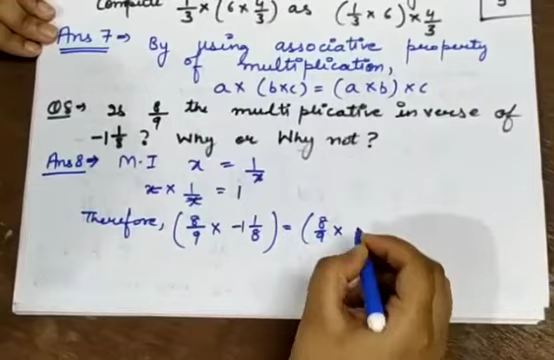 Compute 1/3 × (6 × 4/3) as (1/3 × 6) × 4/3
Ans 7 → By using associative property
of multiplication,
a × (b×c) = (a×b) × c
Q8 → Is 8/9 the multiplicative inverse of
-1 1/8 ? Why or Why not ?
Ans 8 → M.I x = 1/x
x × 1/x = 1
Therefore, (8/9 × -1 1/8) = (8/9 ×